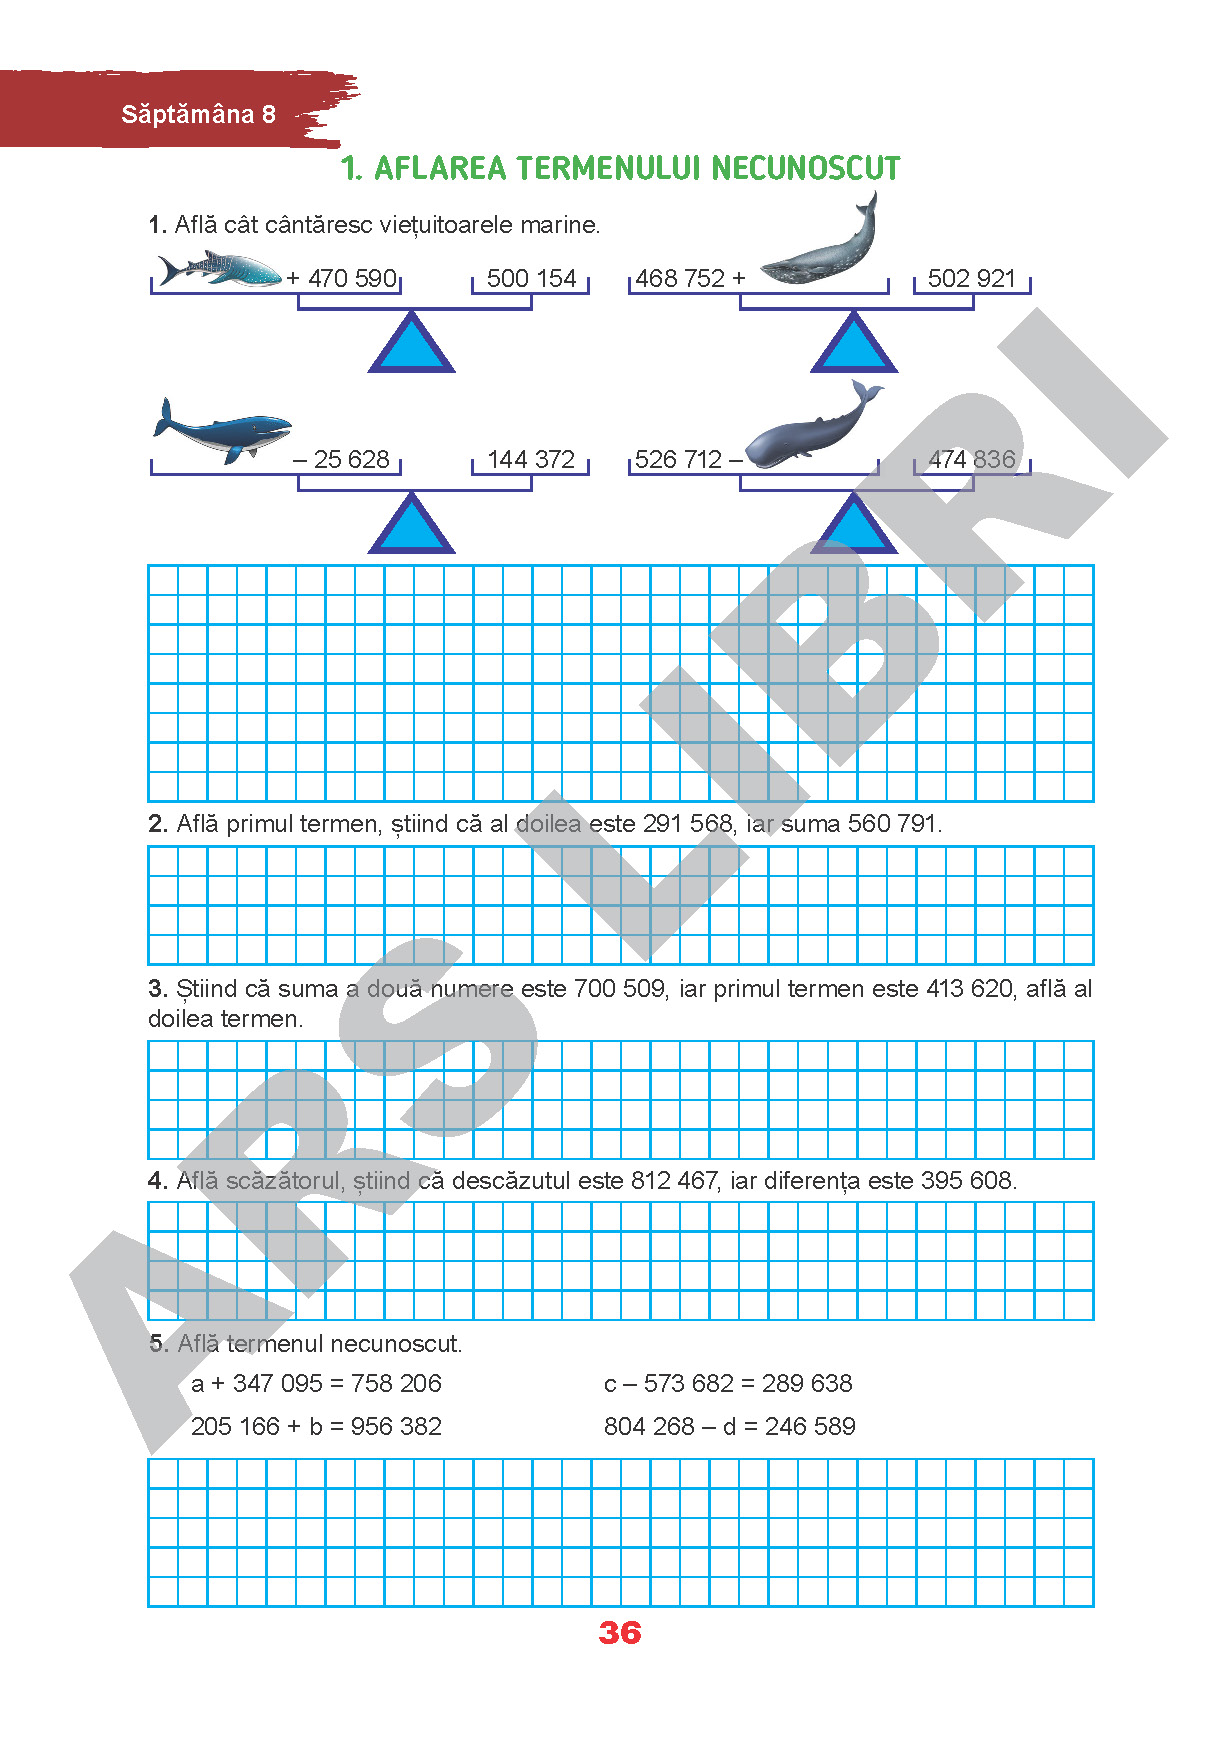 Săptămâna 8
1. AFLAREA TERMENULUI NECUNOSCUT
1. Află cât cântăresc viețuitoarele marine.
+ 470 590 500 154 468 752 + 502 921
– 25 628 144 372 526 712 – 474 836
2. Află primul termen, știind că al doilea este 291 568, iar suma 560 791.
3. Știind că suma a două numere este 700 509, iar primul termen este 413 620, află al
doilea termen.
4. Află scăzătorul, știind că descăzutul este 812 467, iar diferența este 395 608.
5. Află termenul necunoscut.
a + 347 095 = 758 206 c – 573 682 = 289 638
205 166 + b = 956 382 804 268 – d = 246 589
36
ARS LIBRI